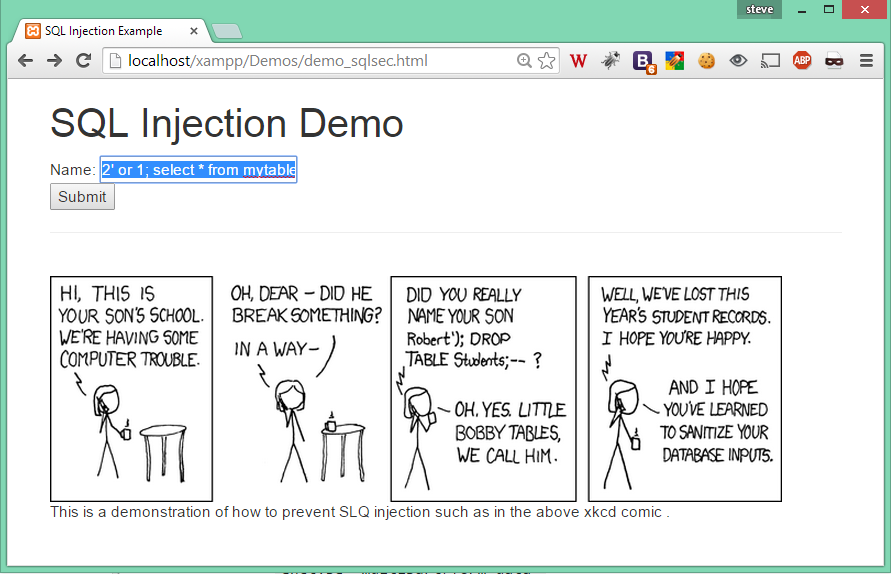 steve
SQL Injection Example
localhost/xampp/Demos/demo_sqlsec.html
W
B
6
ABP
SQL Injection Demo
Name: 2' or 1; select * from mytable
Submit
HI, THIS IS
YOUR SON'S SCHOOL.
WE'RE HAVING SOME
COMPUTER TROUBLE.
OH, DEAR – DID HE
BREAK SOMETHING?
IN A WAY–
DID YOU REALLY
NAME YOUR SON
Robert'); DROP
TABLE Students;-- ?
OH, YES. LITTLE
BOBBY TABLES,
WE CALL HIM.
WELL, WE'VE LOST THIS
YEAR'S STUDENT RECORDS.
I HOPE YOU'RE HAPPY.
AND I HOPE
YOU'VE LEARNED
TO SANITIZE YOUR
DATABASE INPUTS.
This is a demonstration of how to prevent SLQ injection such as in the above xkcd comic .